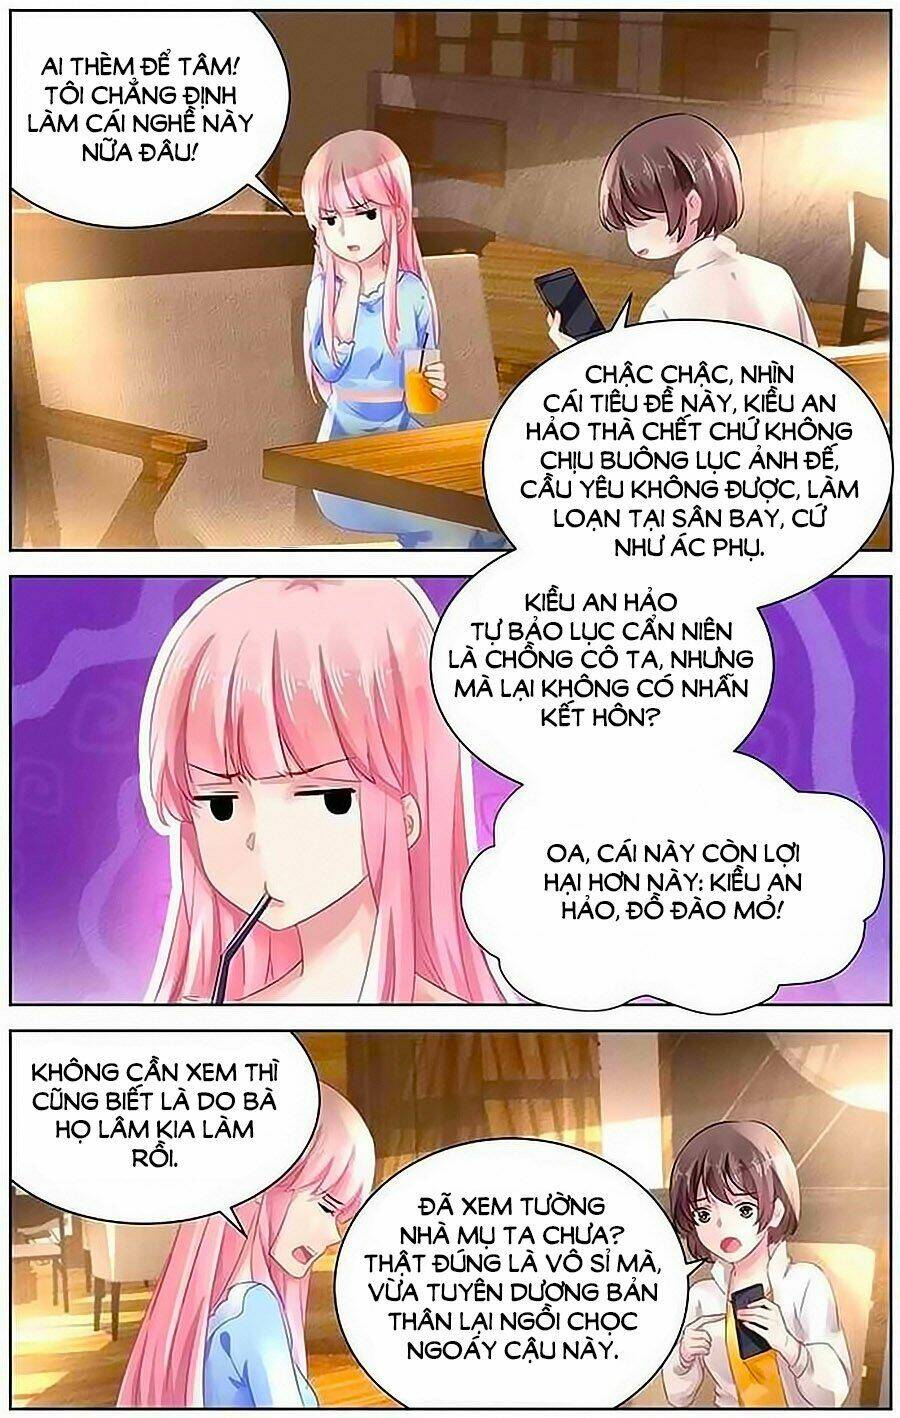 AI THÈM ĐỂ TÂM!
TÔI CHẲNG ĐỊNH
LÀM CÁI NGHỀ NÀY
NỮA ĐÂU!
CHẬC CHẬC, NHÌN
CÁI TIÊU ĐỀ NÀY, KIỀU AN
HẢO THÀ CHẾT CHỨ KHÔNG
CHỊU BUÔNG LỤC ẢNH ĐẾ,
CẦU YÊU KHÔNG ĐƯỢC, LÀM
LOẠN TẠI SÂN BAY, CỨ
NHƯ ÁC PHỤ.
KIỀU AN HẢO
TỰ BẢO LỤC CẨN NIÊN
LÀ CHỒNG CÔ TA, NHƯNG
MÀ LẠI KHÔNG CÓ NHẪN
KẾT HÔN?
OA, CÁI NÀY CÒN LỢI
HẠI HƠN NÀY: KIỀU AN
HẢO, ĐỒ ĐÀO MỎ!
KHÔNG CẦN XEM THÌ
CŨNG BIẾT LÀ DO BÀ
HỌ LÂM KIA LÀM
RỒI.
ĐÃ XEM TƯỜNG
NHÀ MỤ TA CHƯA?
THẬT ĐÚNG LÀ VÔ SỈ MÀ,
VỪA TUYÊN DƯƠNG BẢN
THÂN LẠI NGỒI CHỌC
NGOÁY CẬU NÀY.